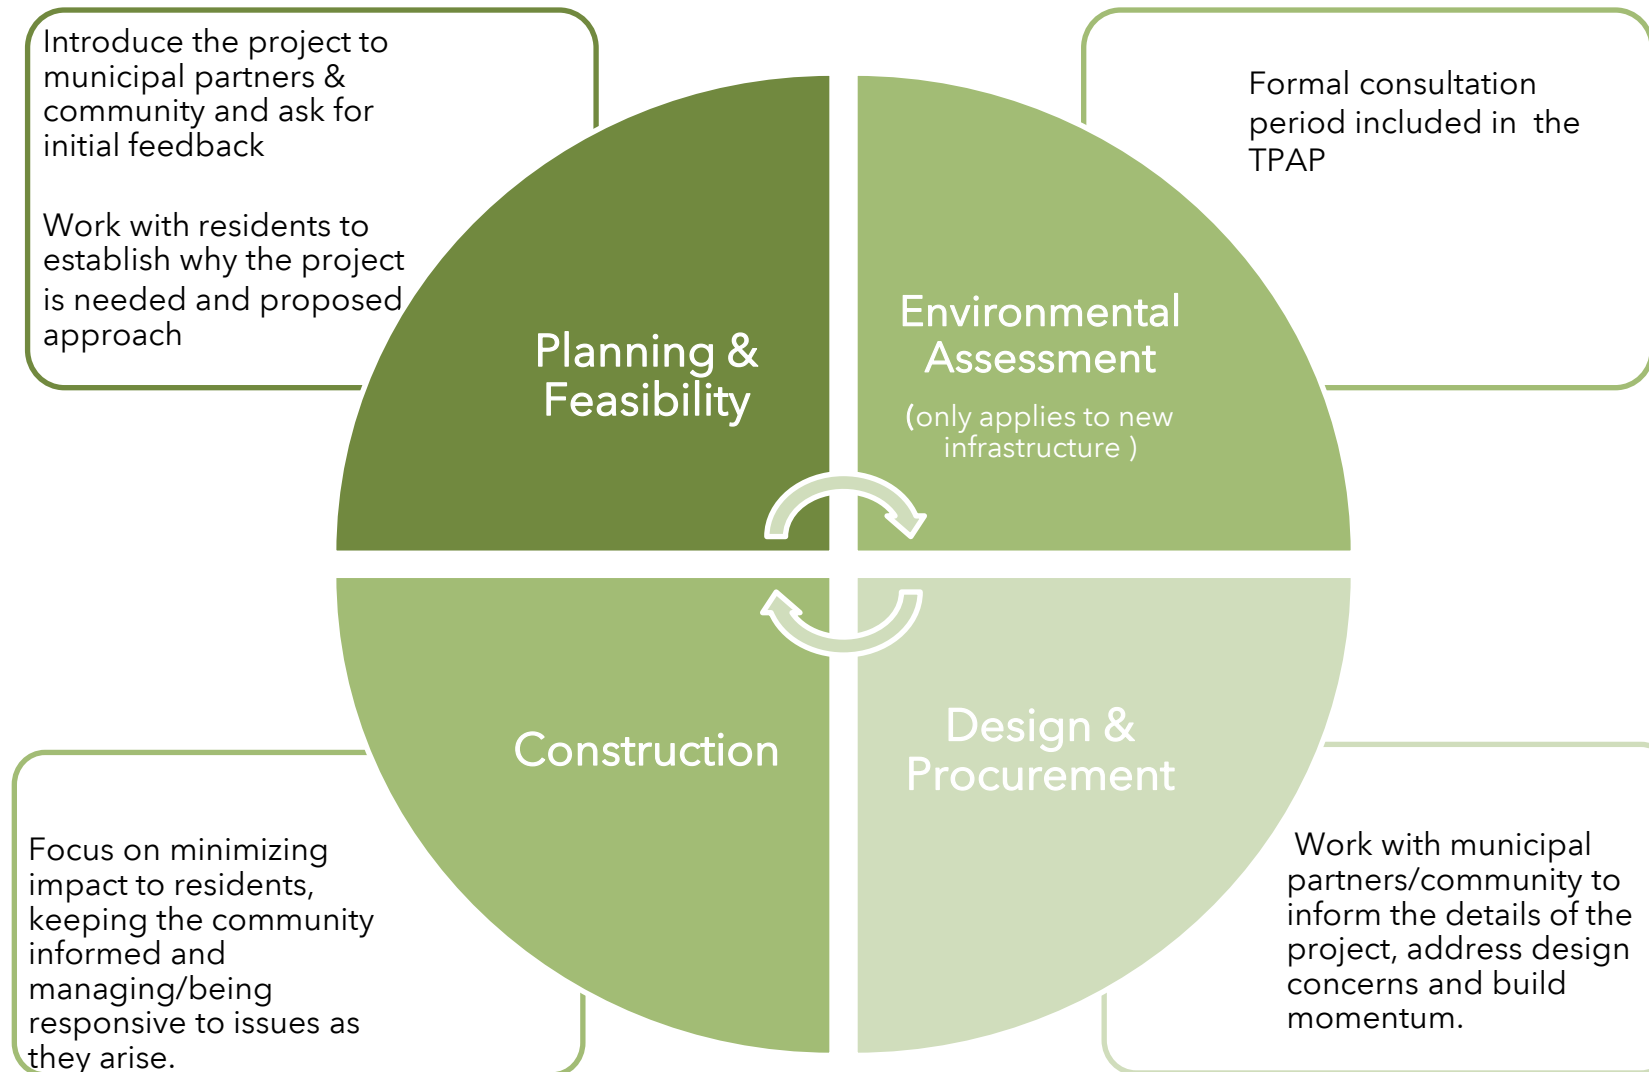 Introduce the project to
municipal partners &
community and ask for
initial feedback
Work with residents to
establish why the project
is needed and proposed
approach
Formal consultation
period included in the
TPAP
Planning &
Feasibility
Environmental
Assessment
(only applies to new
infrastructure )
Construction
Design &
Procurement
Focus on minimizing
impact to residents,
keeping the community
informed and
managing/being
responsive to issues as
they arise.
Work with municipal
partners/community to
inform the details of the
project, address design
concerns and build
momentum.